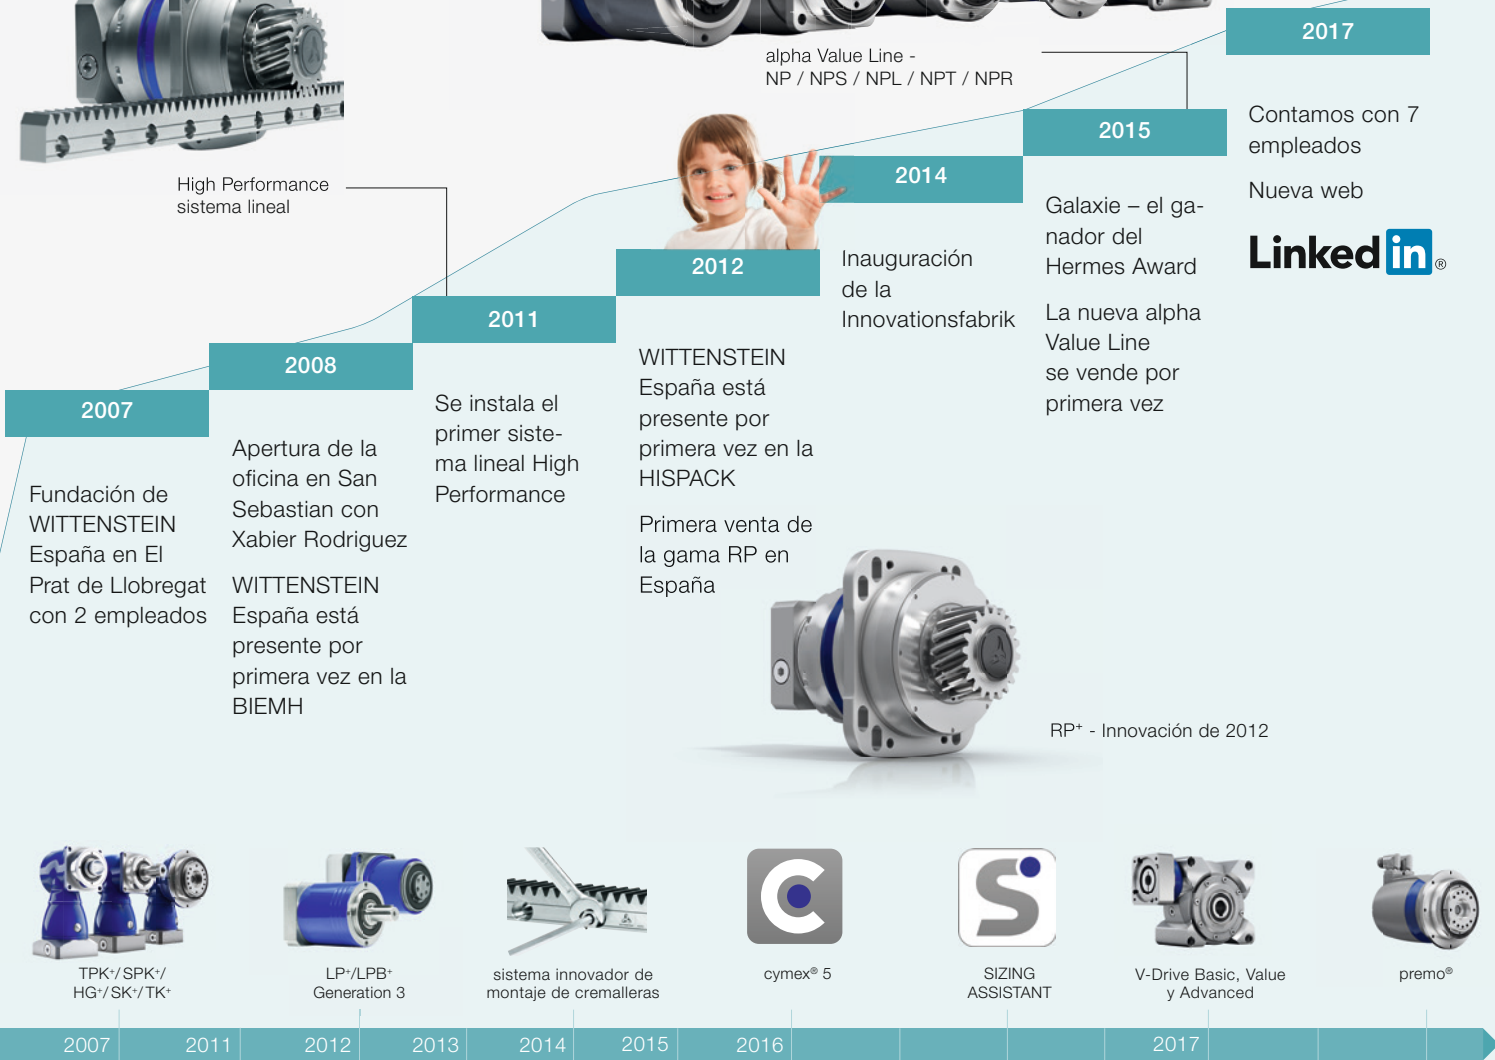 alpha Value Line -
NP / NPS / NPL / NPT / NPR
High Performance
sistema lineal
2007
Fundación de
WITTENSTEIN
España en El
Prat de Llobregat
con 2 empleados
2008
Apertura de la
oficina en San
Sebastian con
Xabier Rodriguez
WITTENSTEIN
España está
presente por
primera vez en la
BIEMH
2011
Se instala el
primer siste-
ma lineal High
Performance
2012
WITTENSTEIN
España está
presente por
primera vez en la
HISPACK
Primera venta de
la gama RP en
España
2014
Inauguración
de la
Innovationsfabrik
2015
Galaxie – el ga-
nador del
Hermes Award
La nueva alpha
Value Line
se vende por
primera vez
2017
Contamos con 7
empleados
Nueva web
Linked in ®
RP⁺ - Innovación de 2012
TPK⁺/ SPK⁺/
HG⁺/ SK⁺/ TK⁺
LP⁺/LPB⁺
Generation 3
sistema innovador de
montaje de cremalleras
cymex® 5
SIZING
ASSISTANT
V-Drive Basic, Value
y Advanced
premo®
2007 2011 2012 2013 2014 2015 2016 2017